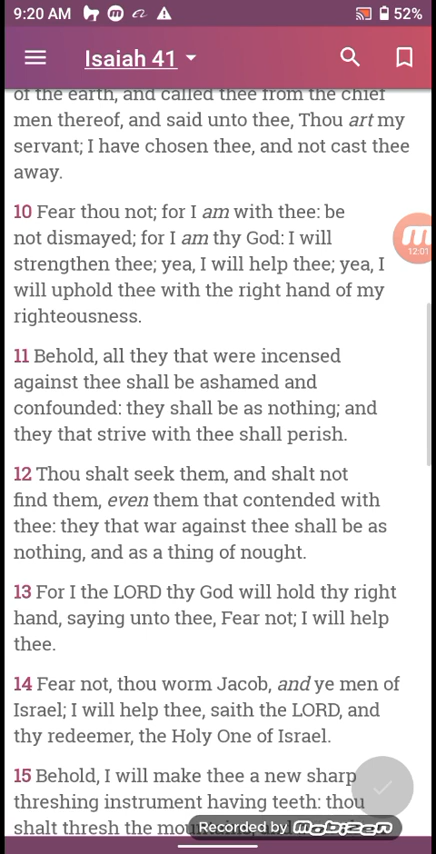 9:20 AM
52%
Isaiah 41
of the earth, and called thee from the chief
men thereof, and said unto thee, Thou art my
servant; I have chosen thee, and not cast thee
away.
10 Fear thou not; for I am with thee: be
not dismayed; for I am thy God: I will
strengthen thee; yea, I will help thee; yea, I
will uphold thee with the right hand of my
righteousness.
12:01
11 Behold, all they that were incensed
against thee shall be ashamed and
confounded: they shall be as nothing; and
they that strive with thee shall perish.
12 Thou shalt seek them, and shalt not
find them, even them that contended with
thee: they that war against thee shall be as
nothing, and as a thing of nought.
13 For I the LORD thy God will hold thy right
hand, saying unto thee, Fear not; I will help
thee.
14 Fear not, thou worm Jacob, and ye men of
Israel; I will help thee, saith the LORD, and
thy redeemer, the Holy One of Israel.
15 Behold, I will make thee a new sharp
threshing instrument having teeth: thou
shalt thresh the
Recorded by mobizen